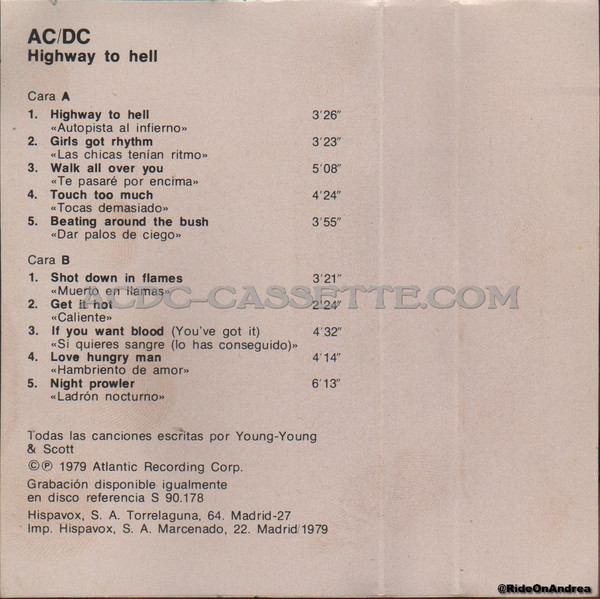 AC/DC
Highway to hell
Cara A
1. Highway to hell 3'26"
«Autopista al infierno»
2. Girls got rhythm 3'23"
«Las chicas tenían ritmo»
3. Walk all over you 5'08"
«Te pasaré por encima»
4. Touch too much 4'24"
«Tocas demasiado»
5. Beating around the bush 3'55"
«Dar palos de ciego»
Cara B
1. Shot down in flames 3'21"
«Muerto en llamas»
ACDC-CASSETTE.COM
2. Get it hot 2'24"
«Caliente»
3. If you want blood (You've got it) 4'32"
«Si quieres sangre (lo has conseguido)»
4. Love hungry man 4'14"
«Hambriento de amor»
5. Night prowler 6'13"
«Ladrón nocturno»
Todas las canciones escritas por Young-Young
& Scott
©℗ 1979 Atlantic Recording Corp.
Grabación disponible igualmente
en disco referencia S 90.178
Hispavox, S. A. Torrelaguna, 64. Madrid-27
Imp. Hispavox, S. A. Marcenado, 22. Madrid/1979
@RideOnAndrea